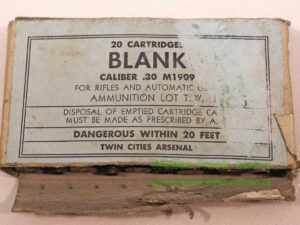 20 CARTRIDGES
BLANK
CALIBER .30 M1909
FOR RIFLES AND AUTOMATIC
AMMUNITION LOT T.W.
DISPOSAL OF EMPTIED CARTRIDGE CA
MUST BE MADE AS PRESCRIBED BY A.
DANGEROUS WITHIN 20 FEET
TWIN CITIES ARSENAL